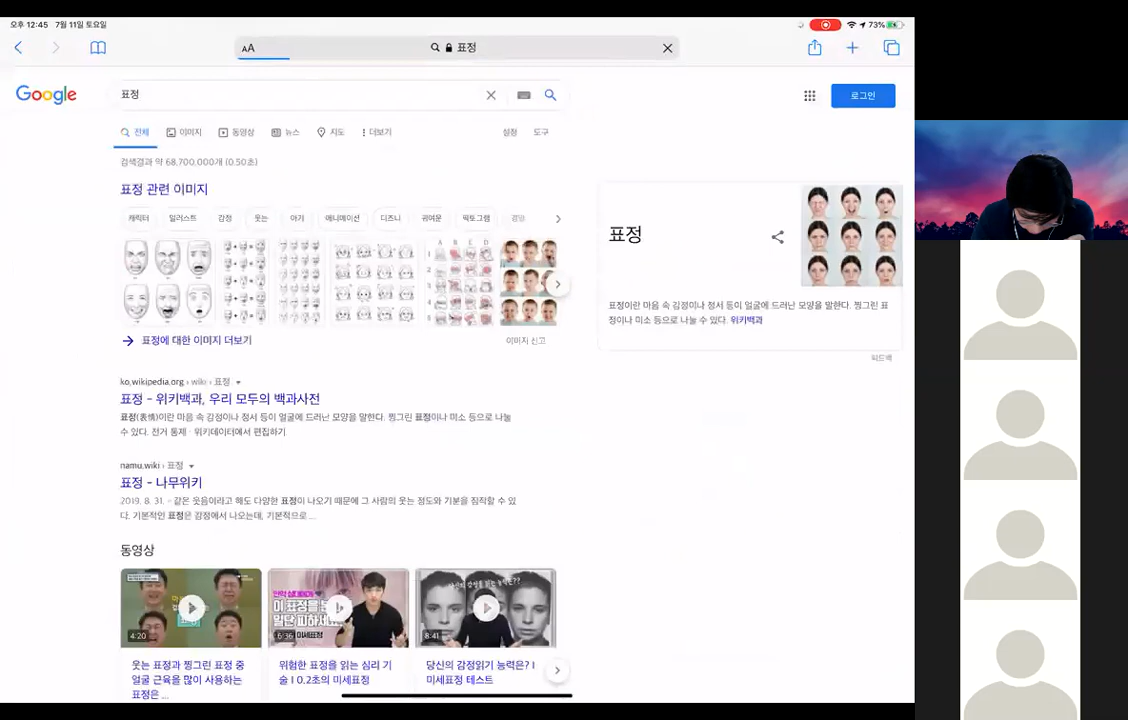 오후 12:45 7월 11일 토요일
73%
AA 표정
Google
표정
로그인
전체 이미지 동영상 뉴스 지도 더보기 설정 도구
검색결과 약 68,700,000개 (0.50초)
표정 관련 이미지
캐릭터 일러스트 감정 웃는 아기 애니메이션 디즈니 귀여운 픽토그램
표정에 대한 이미지 더보기
이미지 신고
표정
표정이란 마음 속 감정이나 정서 등이 얼굴에 드러난 모양을 말한다. 찡그린 표
정이나 미소 등으로 나눌 수 있다. 위키백과
피드백
ko.wikipedia.org › wiki › 표정
표정 - 위키백과, 우리 모두의 백과사전
표정(表情)이란 마음 속 감정이나 정서 등이 얼굴에 드러난 모양을 말한다. 찡그린 표정이나 미소 등으로 나눌
수 있다. 전거 통제 · 위키데이터에서 편집하기
namu.wiki › 표정
표정 - 나무위키
2019. 8. 31. - 같은 웃음이라고 해도 다양한 표정이 나오기 때문에 그 사람의 웃는 정도와 기분을 짐작할 수 있
다. 기본적인 표정은 감정에서 나오는데, 기본적으로 ...
동영상
4:20
이 표정을
일단 피하세요
미세표정
6:36
8:41
웃는 표정과 찡그린 표정 중
얼굴 근육을 많이 사용하는
표정은 ...
위험한 표정을 읽는 심리 기
술 I 0.2초의 미세표정
당신의 감정읽기 능력은? I
미세표정 테스트